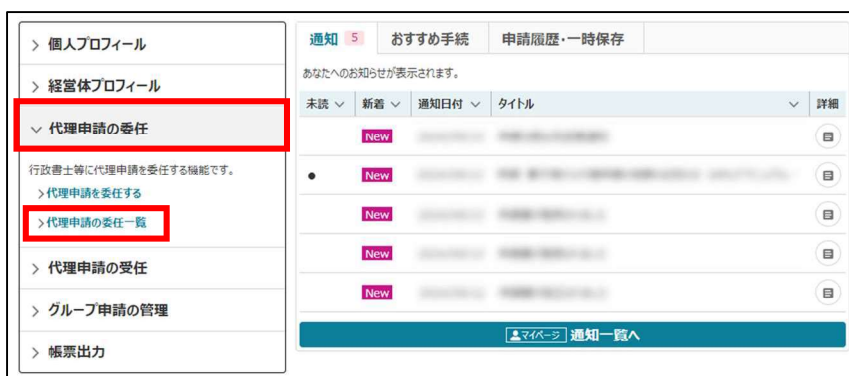 > 個人プロフィール
> 経営体プロフィール
∨ 代理申請の委任
行政書士等に代理申請を委任する機能です。
>代理申請を委任する
>代理申請の委任一覧
> 代理申請の受任
> グループ申請の管理
> 帳票出力
通知 5 おすすめ手続 申請履歴・一時保存
あなたへのお知らせが表示されます。
未読 ∨ 新着 ∨ 通知日付 ∨ タイトル ∨ 詳細
New
● New
New
New
New
マイページ 通知一覧へ